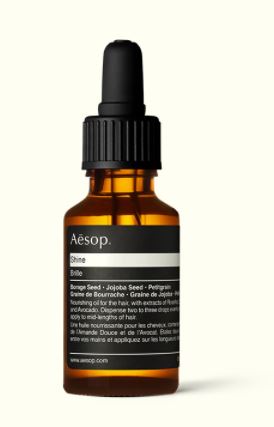 Aēsop.
Shine
Brille
Borage Seed · Jojoba Seed · Petitgrain
Graine de Bourrache · Graine de Jojoba · Peti
Nourishing oil for the hair, with extracts of
and Avocado. Dispense two to three drops
apply to mid-lengths of hair.
Une huile nourrissante pour les cheveux,
de l'Amande Douce et de l'Avocat.
entre vos mains et appliquez sur les longueurs
www.aesop.com